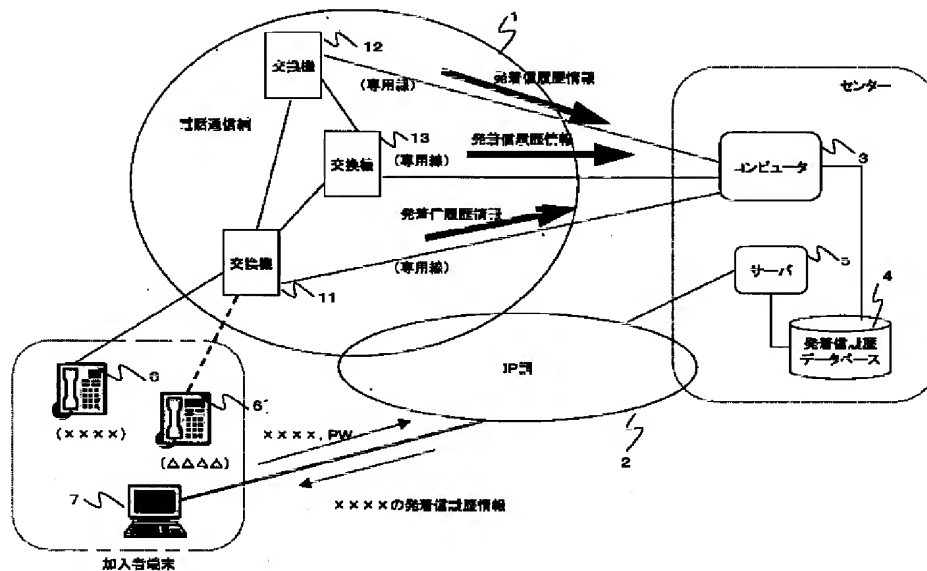 1
12
交換機
発着信履歴情報
(専用線)
センター
電話通信網
13
交換機
(専用線)
発着信履歴情報
コンピュータ
3
発着信履歴情報
交換機
(専用線)
11
サーバ
5
4
発着信履歴
データベース
IP網
6
6'
(××××)
××××, PW
(△△△△)
2
7
××××の発着信履歴情報
加入者端末